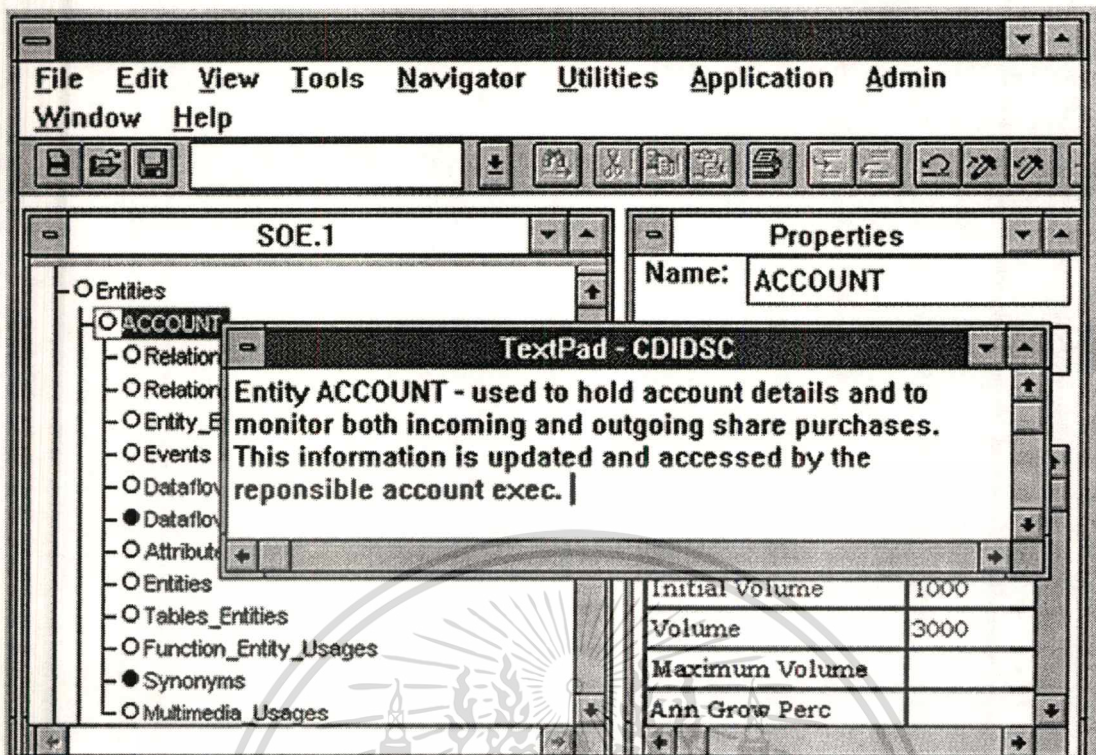 File Edit View Tools Navigator Utilities Application Admin
Window Help
SOE.1
Properties
Entities
Name: ACCOUNT
ACCOUNT
TextPad - CDIDSC
Relation
Relation
Entity ACCOUNT - used to hold account details and to
Entity_E
monitor both incoming and outgoing share purchases.
Events
This information is updated and accessed by the
Dataflow
reponsible account exec.
Dataflow
Attribute
Entities
Initial Volume 1000
Tables_Entities
Volume 3000
Function_Entity_Usages
Synonyms
Maximum Volume
Multimedia_Usages
Ann Grow Perc